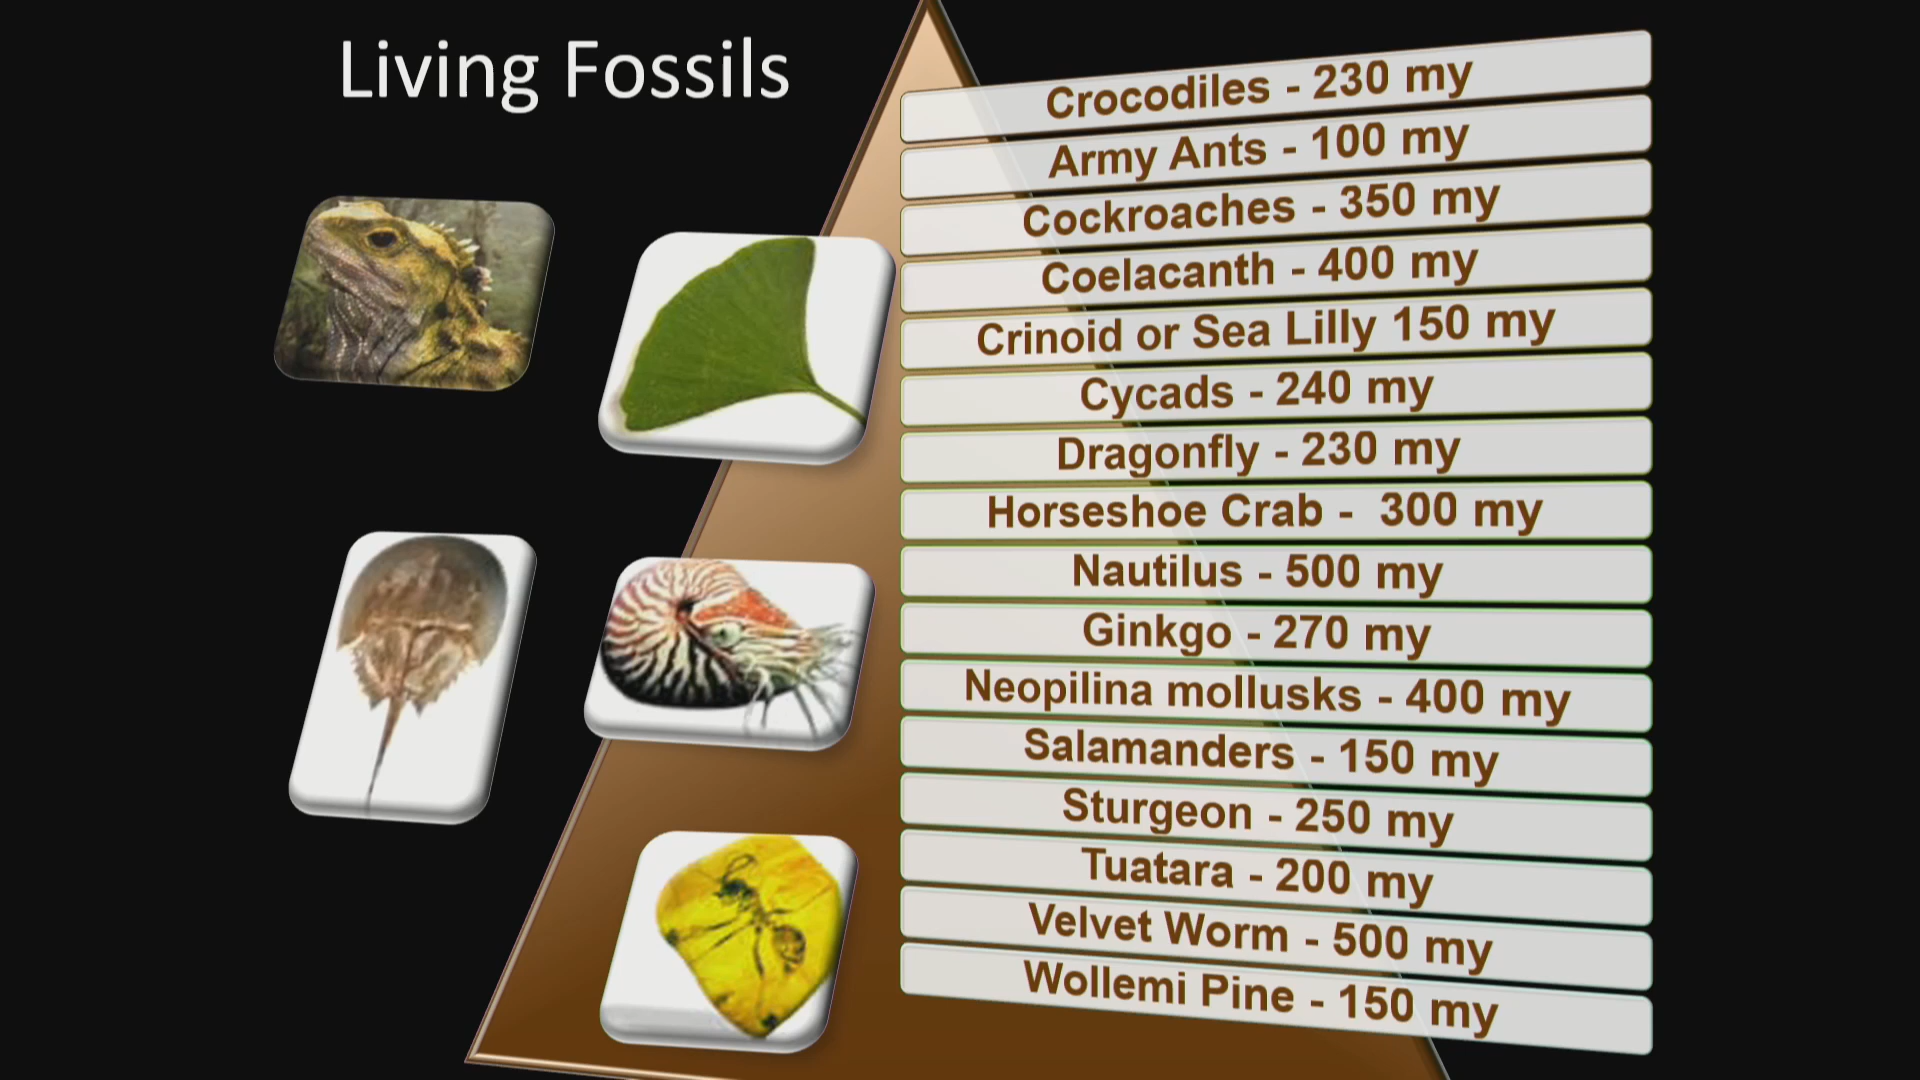 Living Fossils
Crocodiles - 230 my
Army Ants - 100 my
Cockroaches - 350 my
Coelacanth - 400 my
Crinoid or Sea Lilly 150 my
Cycads - 240 my
Dragonfly - 230 my
Horseshoe Crab -  300 my
Nautilus - 500 my
Ginkgo - 270 my
Neopilina mollusks - 400 my
Salamanders - 150 my
Sturgeon - 250 my
Tuatara - 200 my
Velvet Worm - 500 my
Wollemi Pine - 150 my